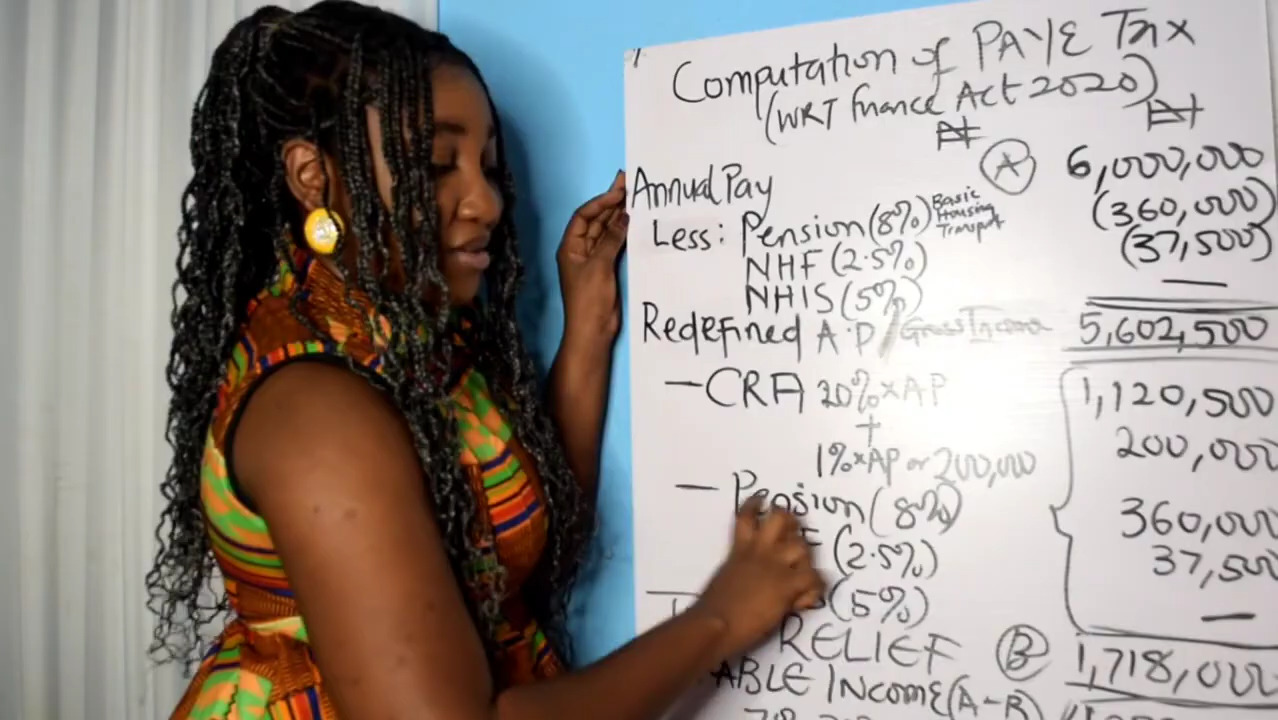 Computation of PAYE Tax
(WRT finance Act 2020)
₦ ₦
Annual Pay (A) 6,000,000
Less: Pension (8%) Basic Housing Transport (360,000)
NHF (2.5%) (37,500)
NHIS (5%) —
Redefined A.P / Gross Income 5,602,500
— CRA 20% × AP 1,120,500
+ 200,000
1% × AP or 200,000
— Pension (8%) 360,000
(2.5%) 37,500
(5%) —
RELIEF (B) 1,718,000
ABLE INCOME (A-B)